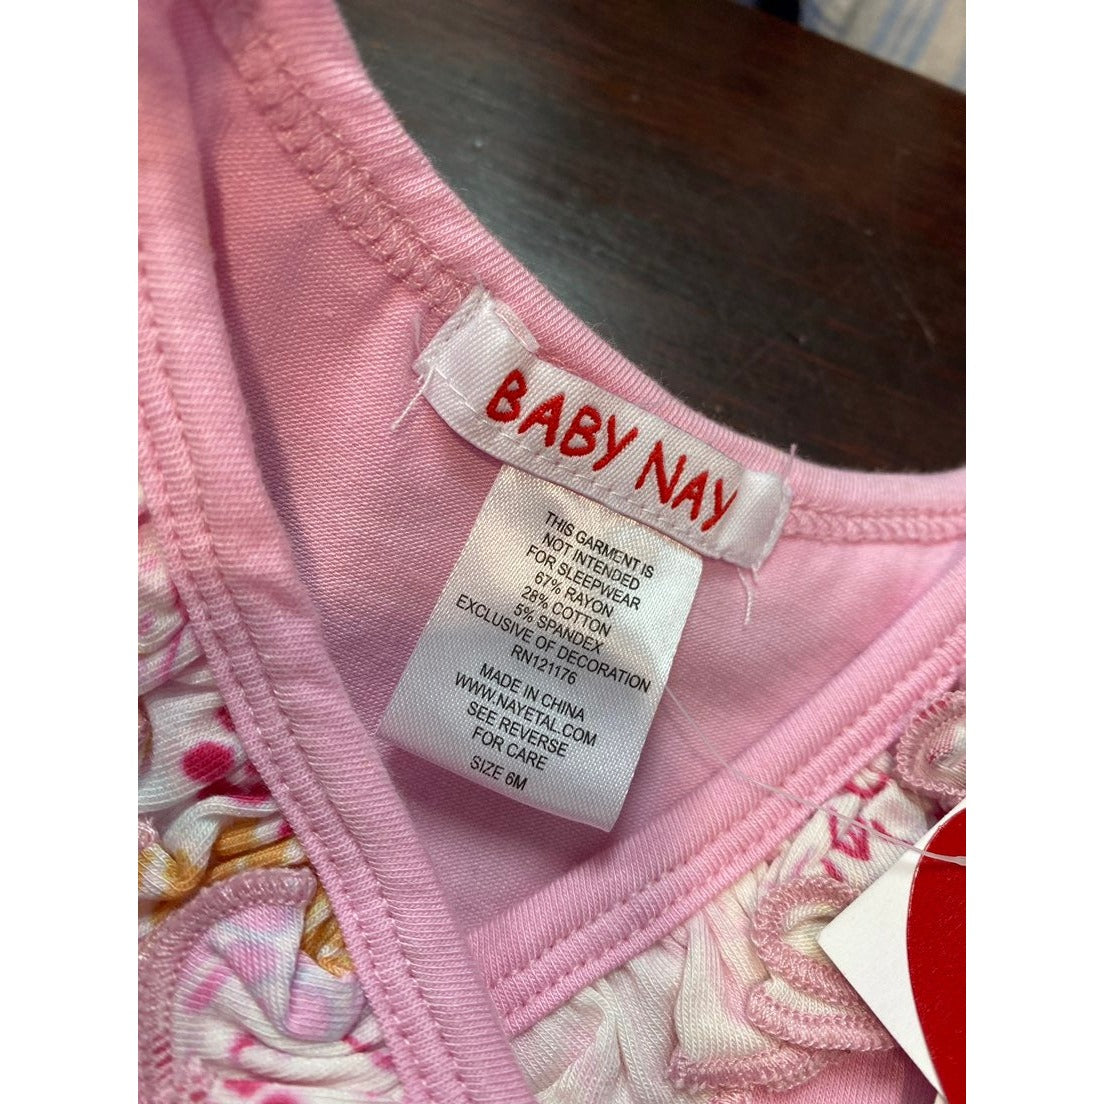 BABY NAY
THIS GARMENT IS
NOT INTENDED
FOR SLEEPWEAR
67% RAYON
28% COTTON
5% SPANDEX
EXCLUSIVE OF DECORATION
RN121176
MADE IN CHINA
WWW.NAYETAL.COM
SEE REVERSE
FOR CARE
SIZE 6M